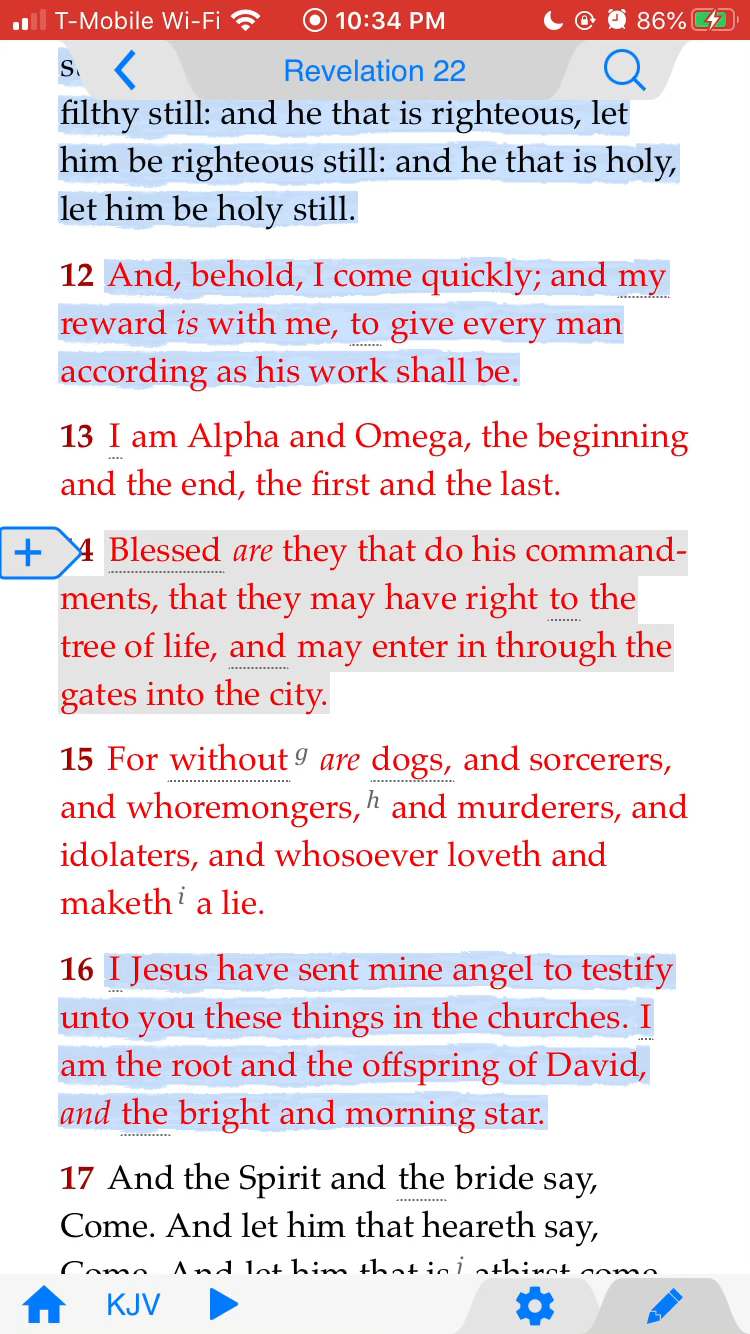 T-Mobile Wi-Fi 10:34 PM 86%
Revelation 22
filthy still: and he that is righteous, let
him be righteous still: and he that is holy,
let him be holy still.
12 And, behold, I come quickly; and my
reward is with me, to give every man
according as his work shall be.
13 I am Alpha and Omega, the beginning
and the end, the first and the last.
4 Blessed are they that do his command-
ments, that they may have right to the
tree of life, and may enter in through the
gates into the city.
15 For without g are dogs, and sorcerers,
and whoremongers, h and murderers, and
idolaters, and whosoever loveth and
maketh i a lie.
16 I Jesus have sent mine angel to testify
unto you these things in the churches. I
am the root and the offspring of David,
and the bright and morning star.
17 And the Spirit and the bride say,
Come. And let him that heareth say,
Come. And let him that is j athirst come
KJV